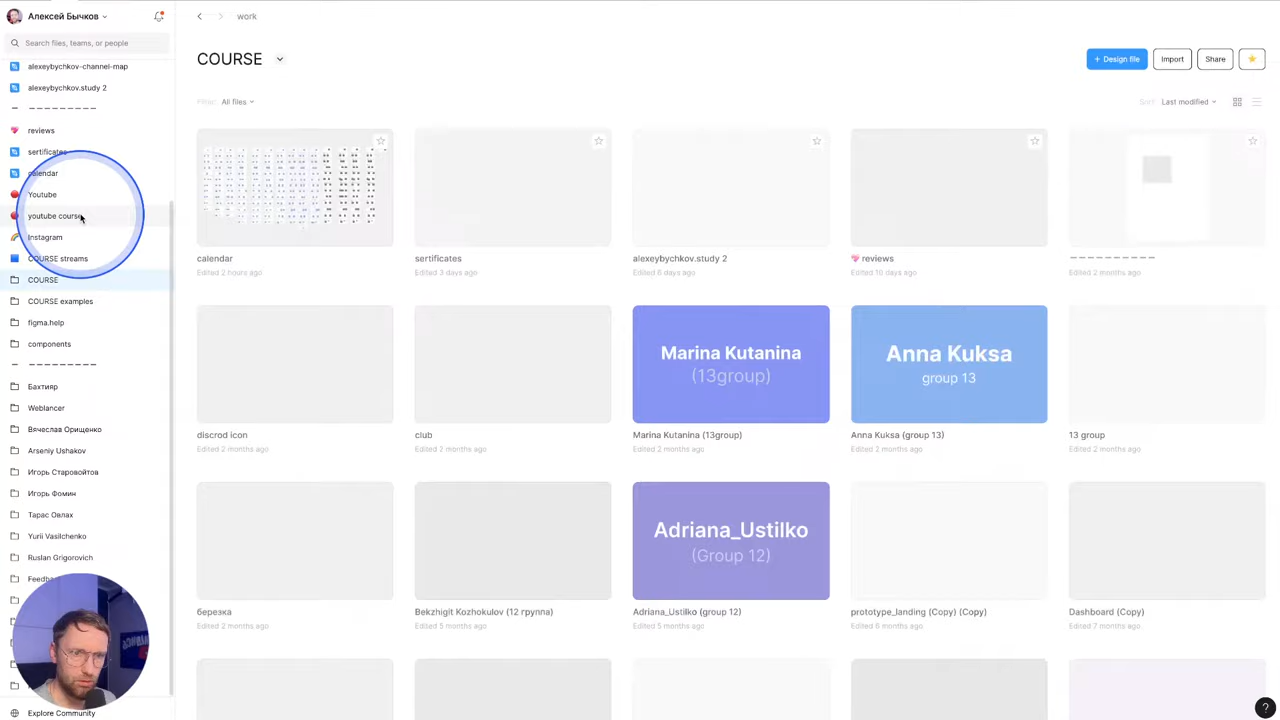 Алексей Бычков
Search files, teams, or people
alexeybychkov-channel-map
alexeybychkov.study 2
— — — — — — — — — —
reviews
sertificates
calendar
Youtube
youtube course
Instagram
COURSE streams
COURSE
COURSE examples
figma.help
components
— — — — — — — — — —
Бахтияр
Weblancer
Вячеслав Орищенко
Arseniy Ushakov
Игорь Старовойтов
Игорь Фомин
Тарас Овлах
Yurii Vasilchenko
Ruslan Grigorovich
Explore Community
work
COURSE
+ Design file
Import
Share
Filter: All files
Sort: Last modified
calendar
Edited 2 hours ago
sertificates
Edited 3 days ago
alexeybychkov.study 2
Edited 6 days ago
reviews
Edited 10 days ago
— — — — — — — — — —
Edited 2 months ago
discrod icon
Edited 2 months ago
club
Edited 2 months ago
Marina Kutanina
(13group)
Marina Kutanina (13group)
Edited 2 months ago
Anna Kuksa
group 13
Anna Kuksa (group 13)
Edited 2 months ago
13 group
Edited 2 months ago
березка
Edited 2 months ago
Bekzhigit Kozhokulov (12 группа)
Edited 5 months ago
Adriana_Ustilko
(Group 12)
Adriana_Ustilko (group 12)
Edited 5 months ago
prototype_landing (Copy) (Copy)
Edited 6 months ago
Dashboard (Copy)
Edited 7 months ago
?